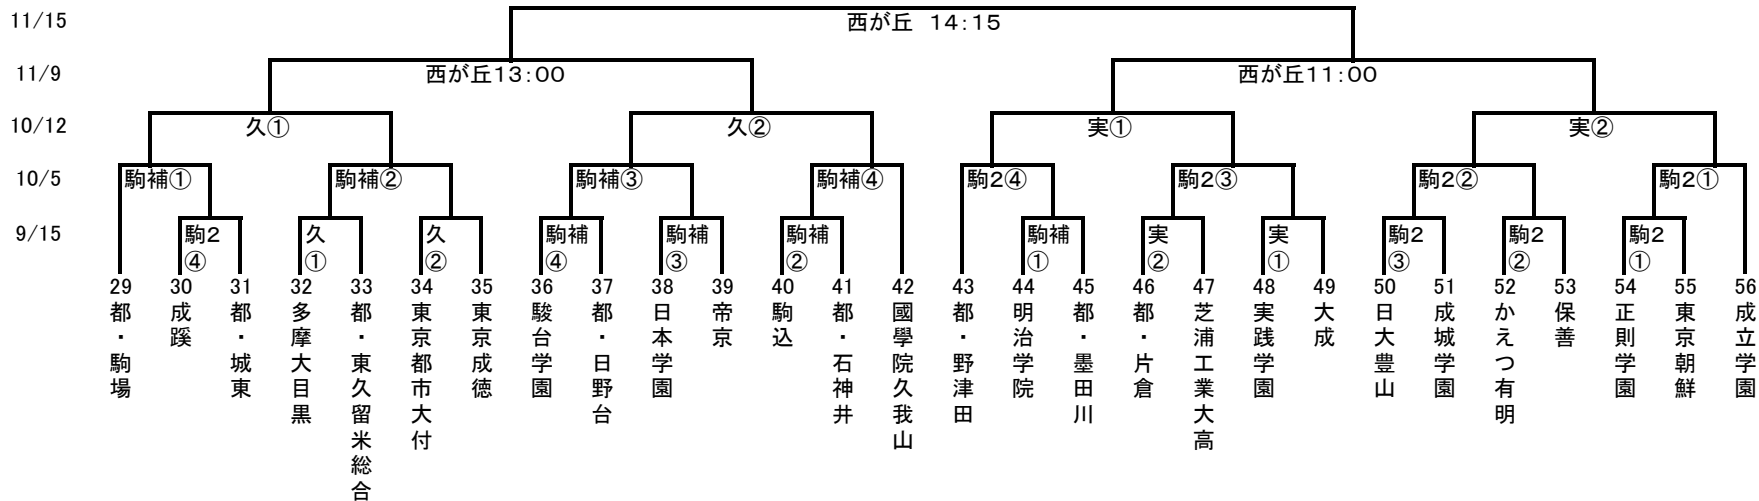 11/15
西が丘 14:15
11/9
西が丘13:00
西が丘11:00
10/12
久①
久②
実①
実②
10/5
駒補①
駒補②
駒補③
駒補④
駒2④
駒2③
駒2②
駒2①
9/15
駒2
④
久
①
久
②
駒補
④
駒補
③
駒補
②
駒補
①
実
②
実
①
駒2
③
駒2
②
駒2
①
29
都・駒場
30
成蹊
31
都・城東
32
多摩大目黒
33
都・東久留米総合
34
東京都市大付
35
東京成徳
36
駿台学園
37
都・日野台
38
日本学園
39
帝京
40
駒込
41
都・石神井
42
國學院久我山
43
都・野津田
44
明治学院
45
都・墨田川
46
都・片倉
47
芝浦工業大高
48
実践学園
49
大成
50
日大豊山
51
成城学園
52
かえつ有明
53
保善
54
正則学園
55
東京朝鮮
56
成立学園